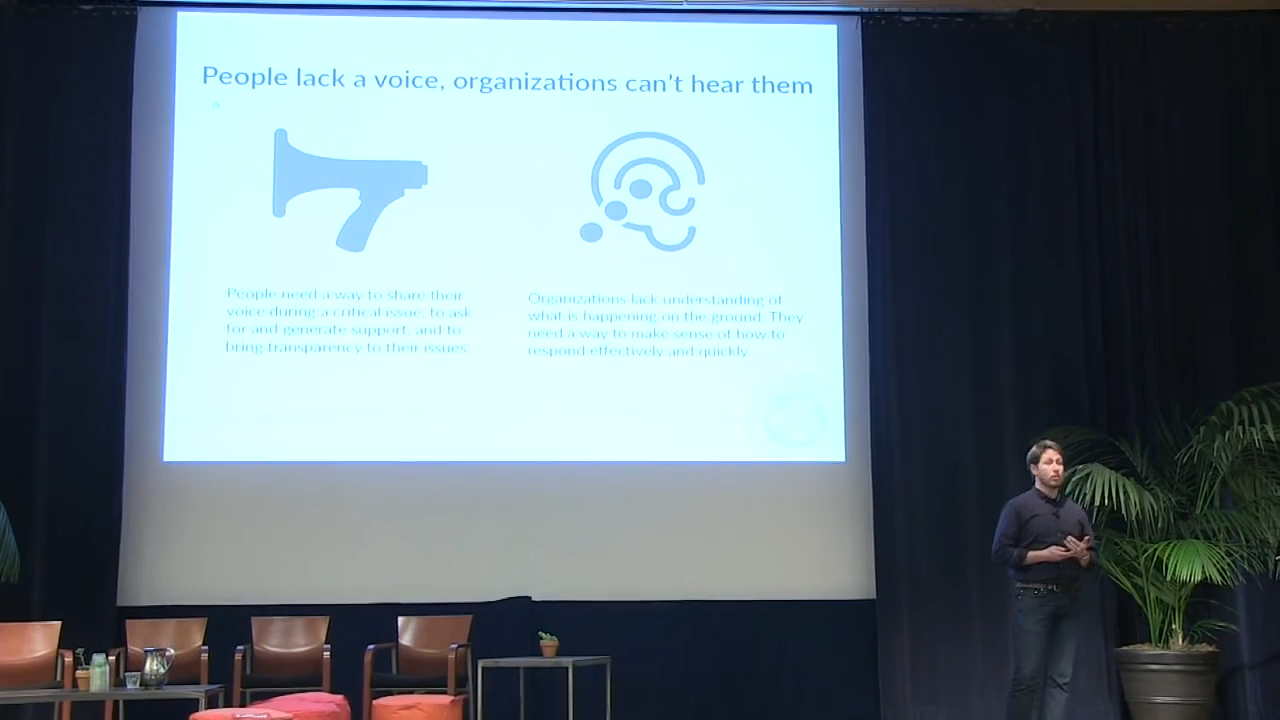 People lack a voice, organizations can't hear them
People need a way to share their
voice during a critical issue, to ask
for and generate support, and to
bring transparency to their issues.
Organizations lack understanding of
what is happening on the ground. They
need a way to make sense of how to
respond effectively and quickly.